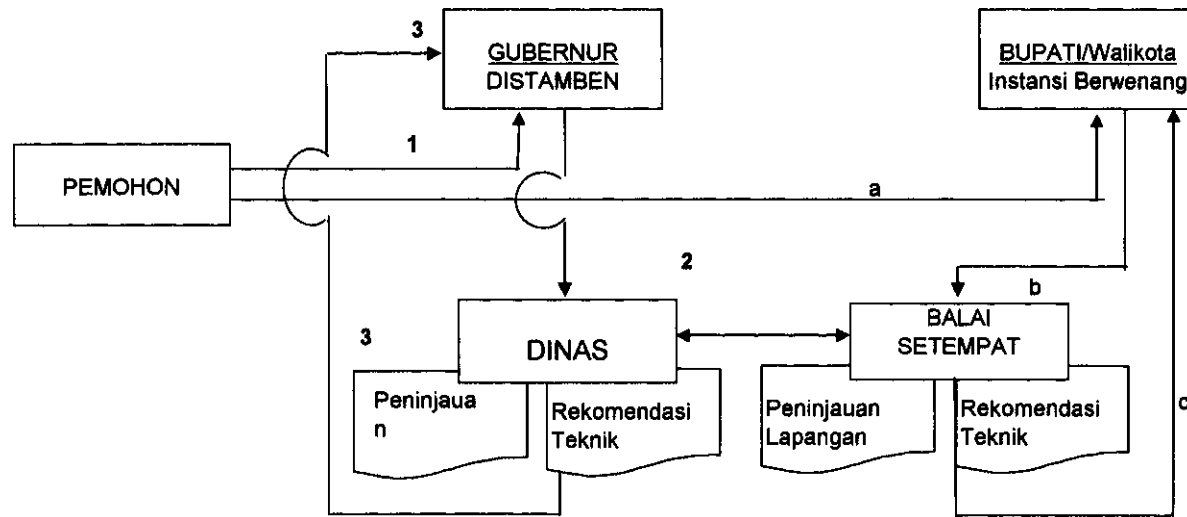 3
GUBERNUR
DISTAMBEN
BUPATI/Walikota
Instansi Berwenang
1
PEMOHON
a
2
b
3
DINAS
BALAI
SETEMPAT
Peninjaua
n
Rekomendasi
Teknik
Peninjauan
Lapangan
Rekomendasi
Teknik
c